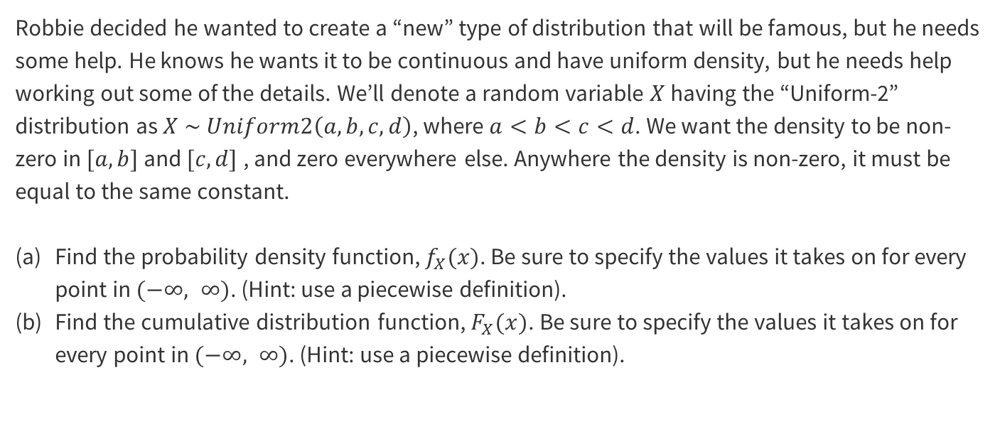 Robbie decided he wanted to create a “new” type of distribution that will be famous, but he needs
some help. He knows he wants it to be continuous and have uniform density, but he needs help
working out some of the details. We’ll denote a random variable X having the “Uniform-2”
distribution as X ~ Uniform2(a, b, c, d), where a < b < c < d. We want the density to be non-
zero in [a, b] and [c, d] , and zero everywhere else. Anywhere the density is non-zero, it must be
equal to the same constant.
(a) Find the probability density function, f_X(x). Be sure to specify the values it takes on for every
point in (−∞, ∞). (Hint: use a piecewise definition).
(b) Find the cumulative distribution function, F_X(x). Be sure to specify the values it takes on for
every point in (−∞, ∞). (Hint: use a piecewise definition).